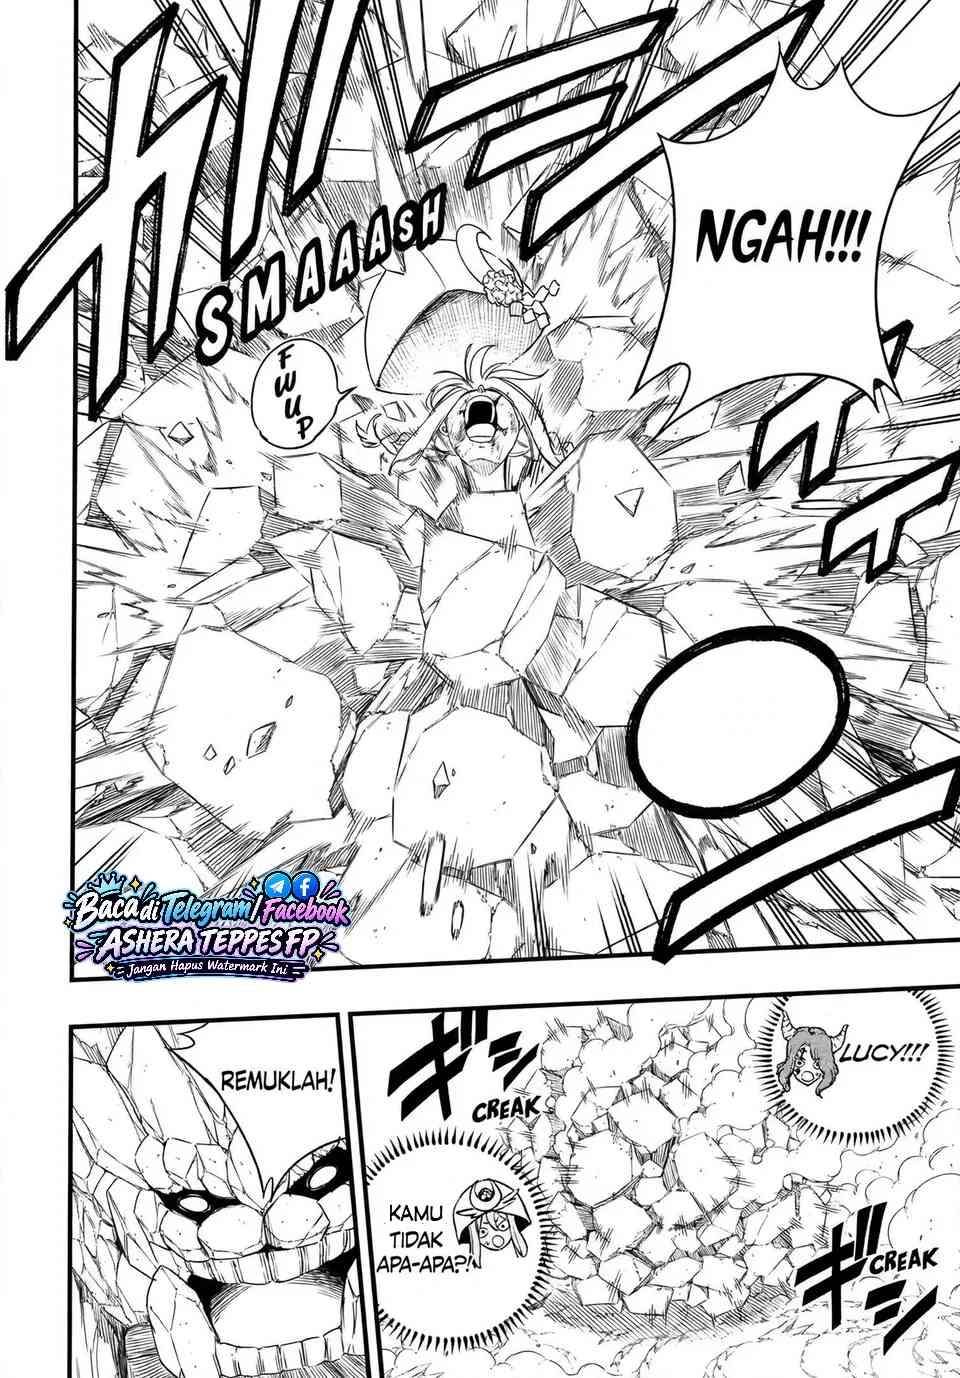 NGAH!!!
SMAAAASH
FWUP
Baca di Telegram/Facebook
ASHERA TEPPES FP
Jangan Hapus Watermark Ini
REMUKLAH!
LUCY!!!
CREAK
KAMU
TIDAK
APA-APA?!
CREAK